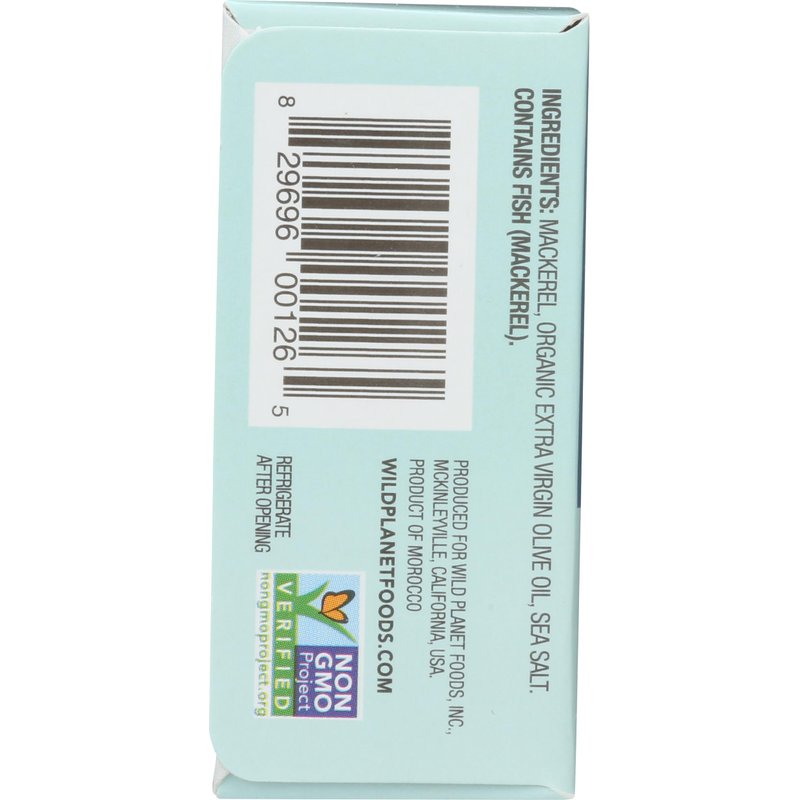 INGREDIENTS: MACKEREL, ORGANIC EXTRA VIRGIN OLIVE OIL, SEA SALT.
CONTAINS FISH (MACKEREL).
8 29696 00126 5
PRODUCED FOR WILD PLANET FOODS, INC.,
MCKINLEYVILLE, CALIFORNIA, USA.
PRODUCT OF MOROCCO
WILDPLANETFOODS.COM
REFRIGERATE
AFTER OPENING
NON
GMO
Project
VERIFIED
nongmoproject.org